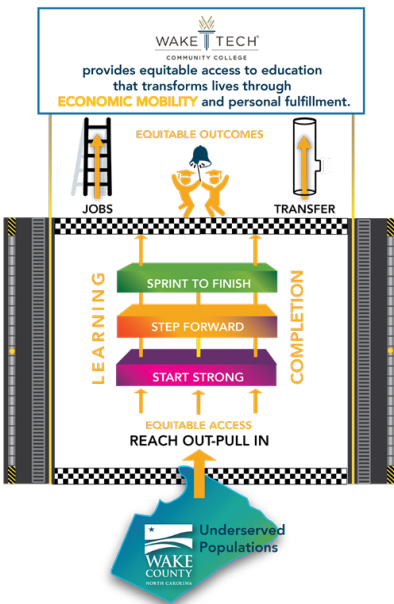 WAKE TECH
COMMUNITY COLLEGE
provides equitable access to education
that transforms lives through
ECONOMIC MOBILITY and personal fulfillment.
EQUITABLE OUTCOMES
JOBS
TRANSFER
LEARNING
COMPLETION
SPRINT TO FINISH
STEP FORWARD
START STRONG
EQUITABLE ACCESS
REACH OUT-PULL IN
Underserved
Populations
WAKE
COUNTY
NORTH CAROLINA